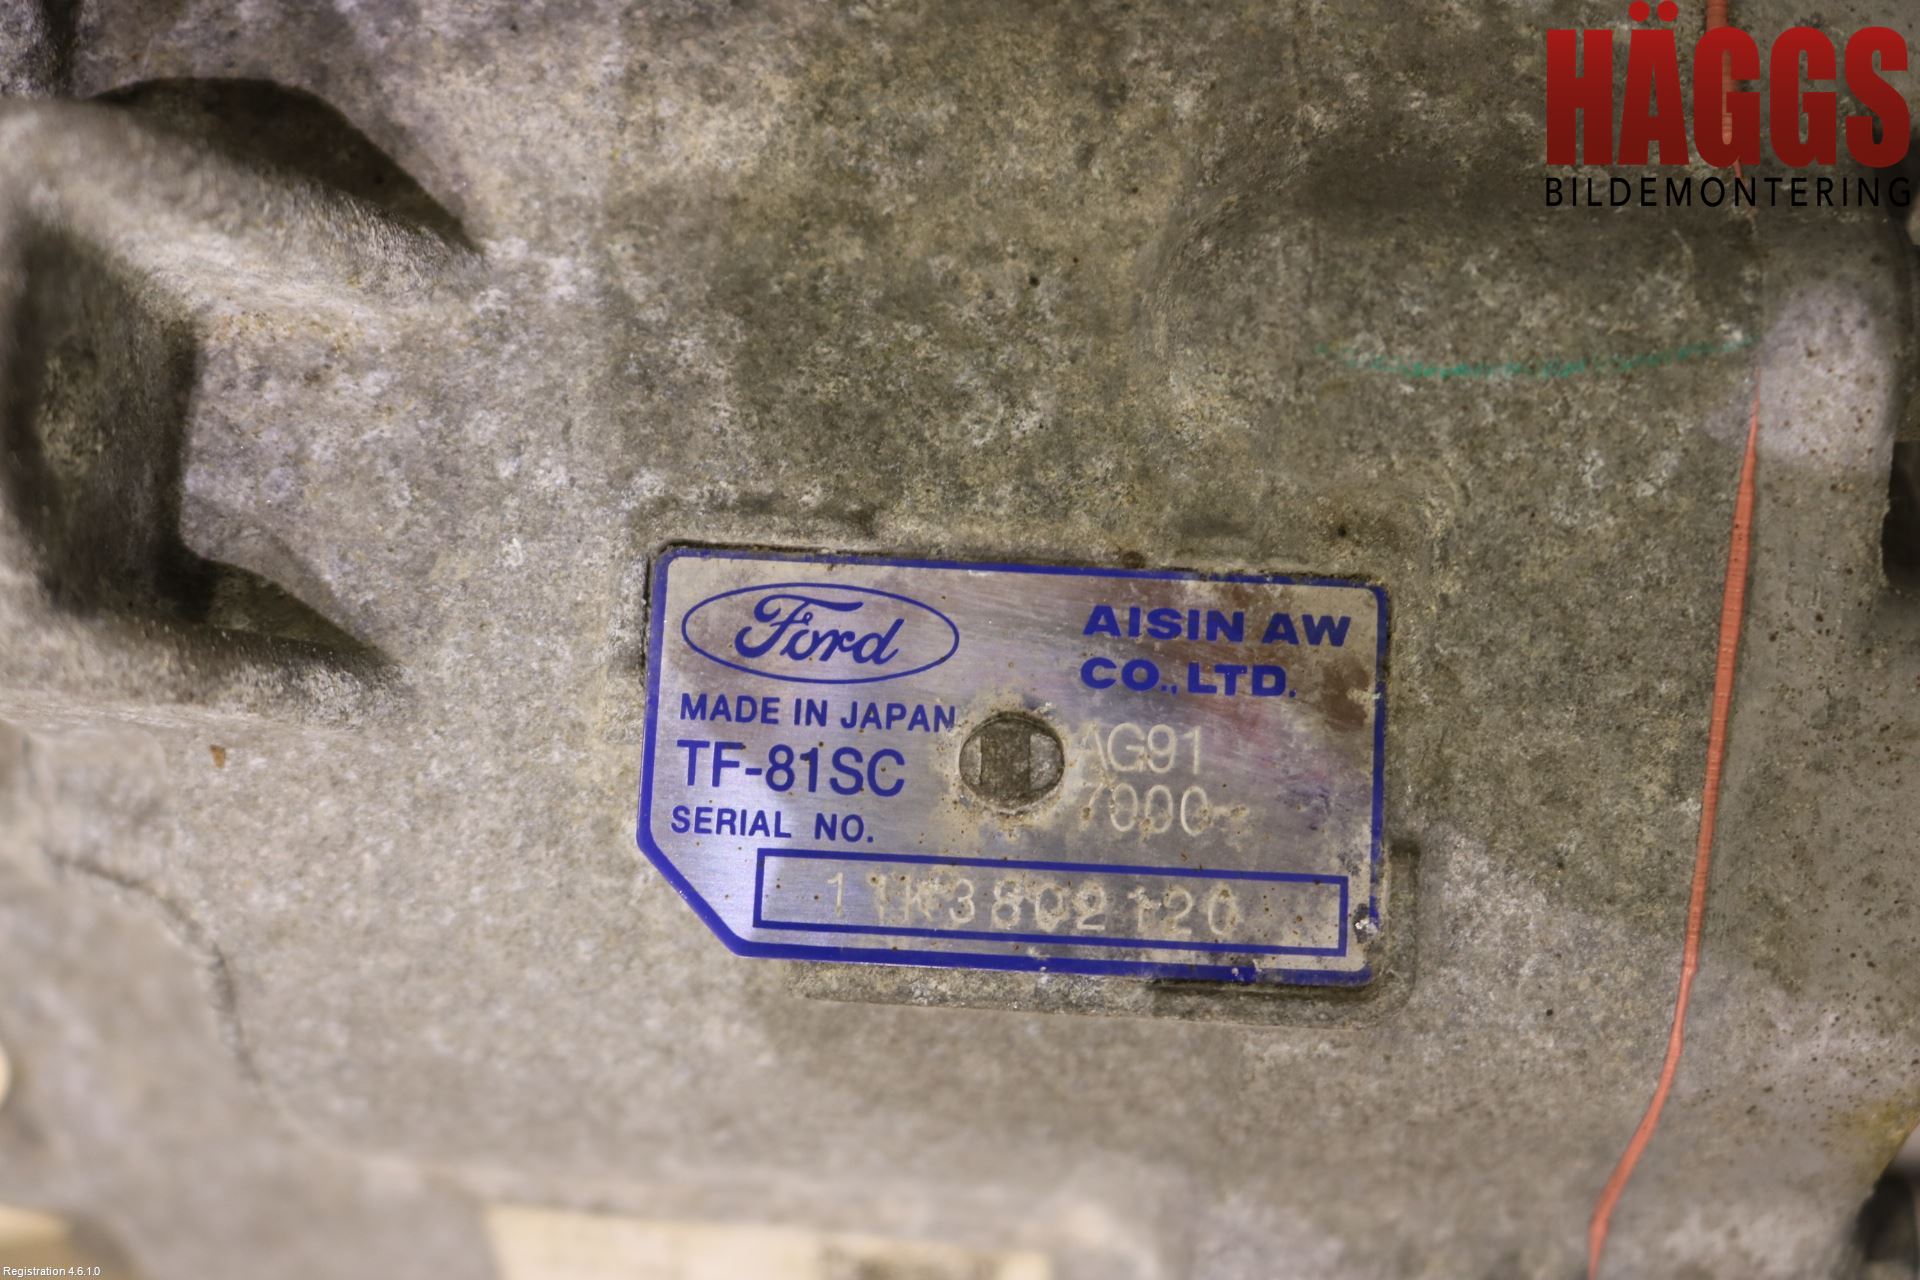 HÄGGS
BILDEMONTERING
Ford
AISIN AW
CO., LTD.
MADE IN JAPAN
TF-81SC
AG91
7000
SERIAL NO.
Registration 4.6.1.0